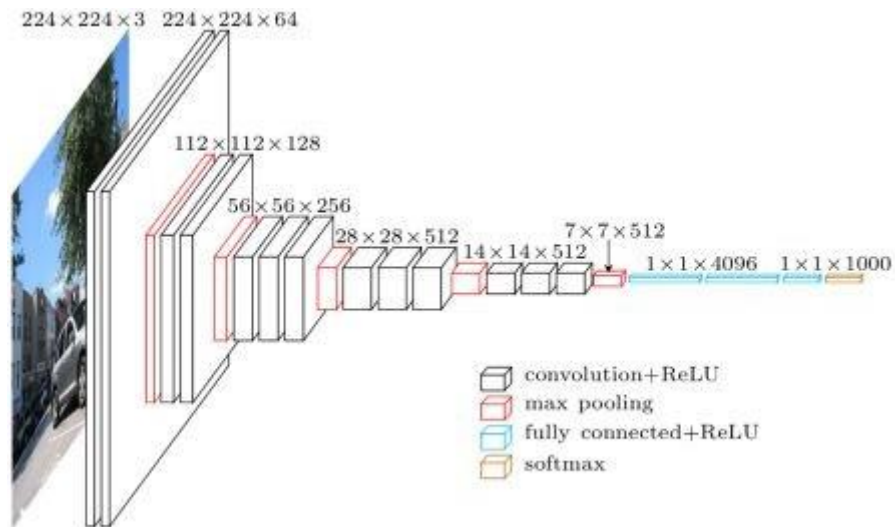 224 × 224 × 3
224 × 224 × 64
112 × 112 × 128
56 × 56 × 256
28 × 28 × 512
14 × 14 × 512
7 × 7 × 512
1 × 1 × 4096
1 × 1 × 1000
convolution+ReLU
max pooling
fully connected+ReLU
softmax